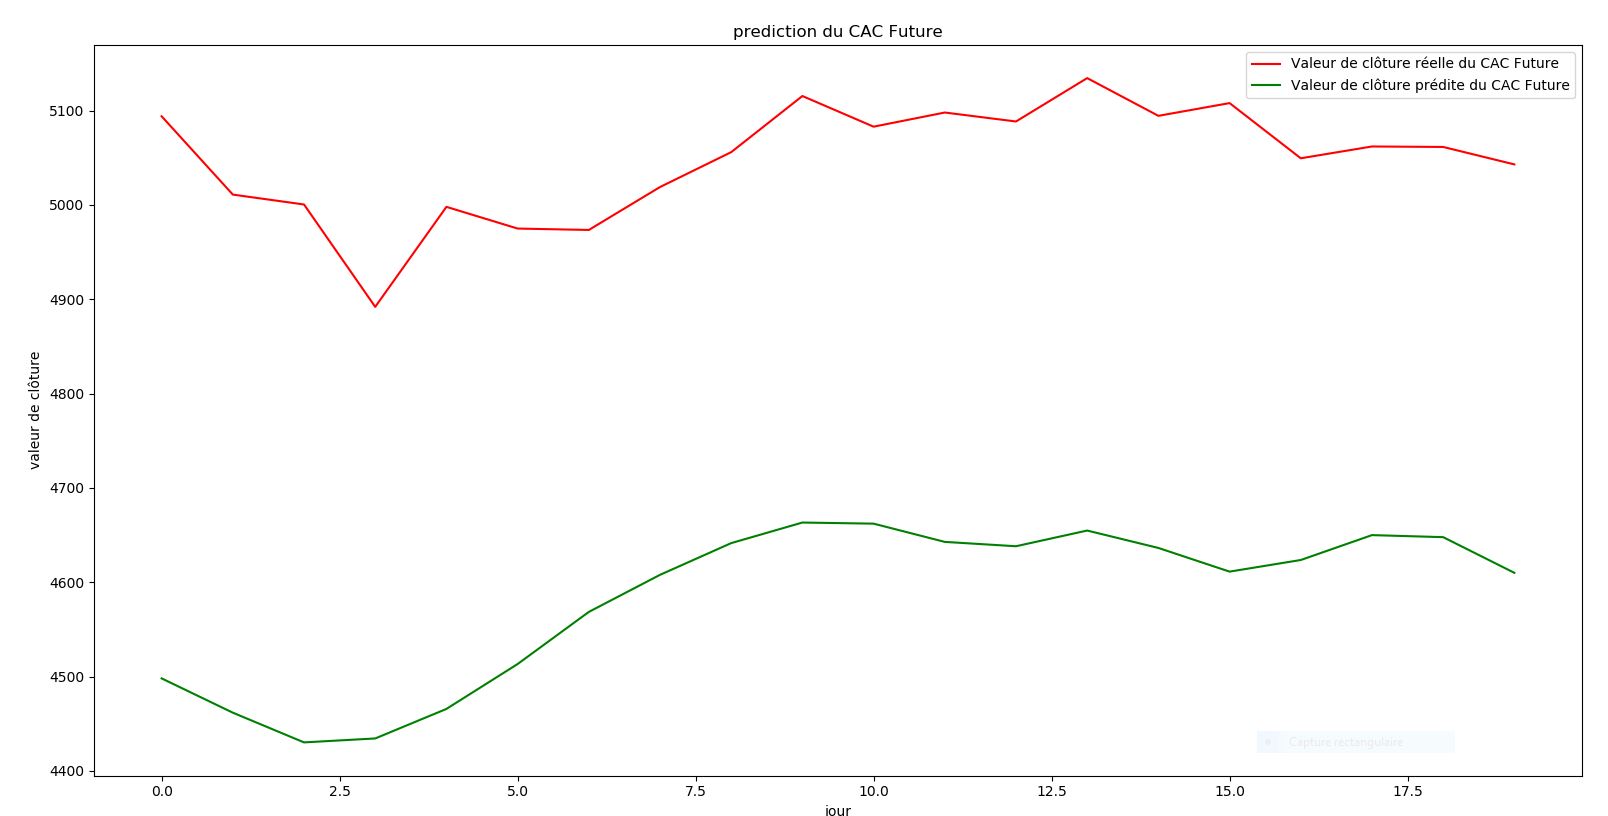 prediction du CAC Future
Valeur de clôture réelle du CAC Future
Valeur de clôture prédite du CAC Future
valeur de clôture
5100
5000
4900
4800
4700
4600
4500
4400
0.0 2.5 5.0 7.5 10.0 12.5 15.0 17.5
jour
Capture rectangulaire